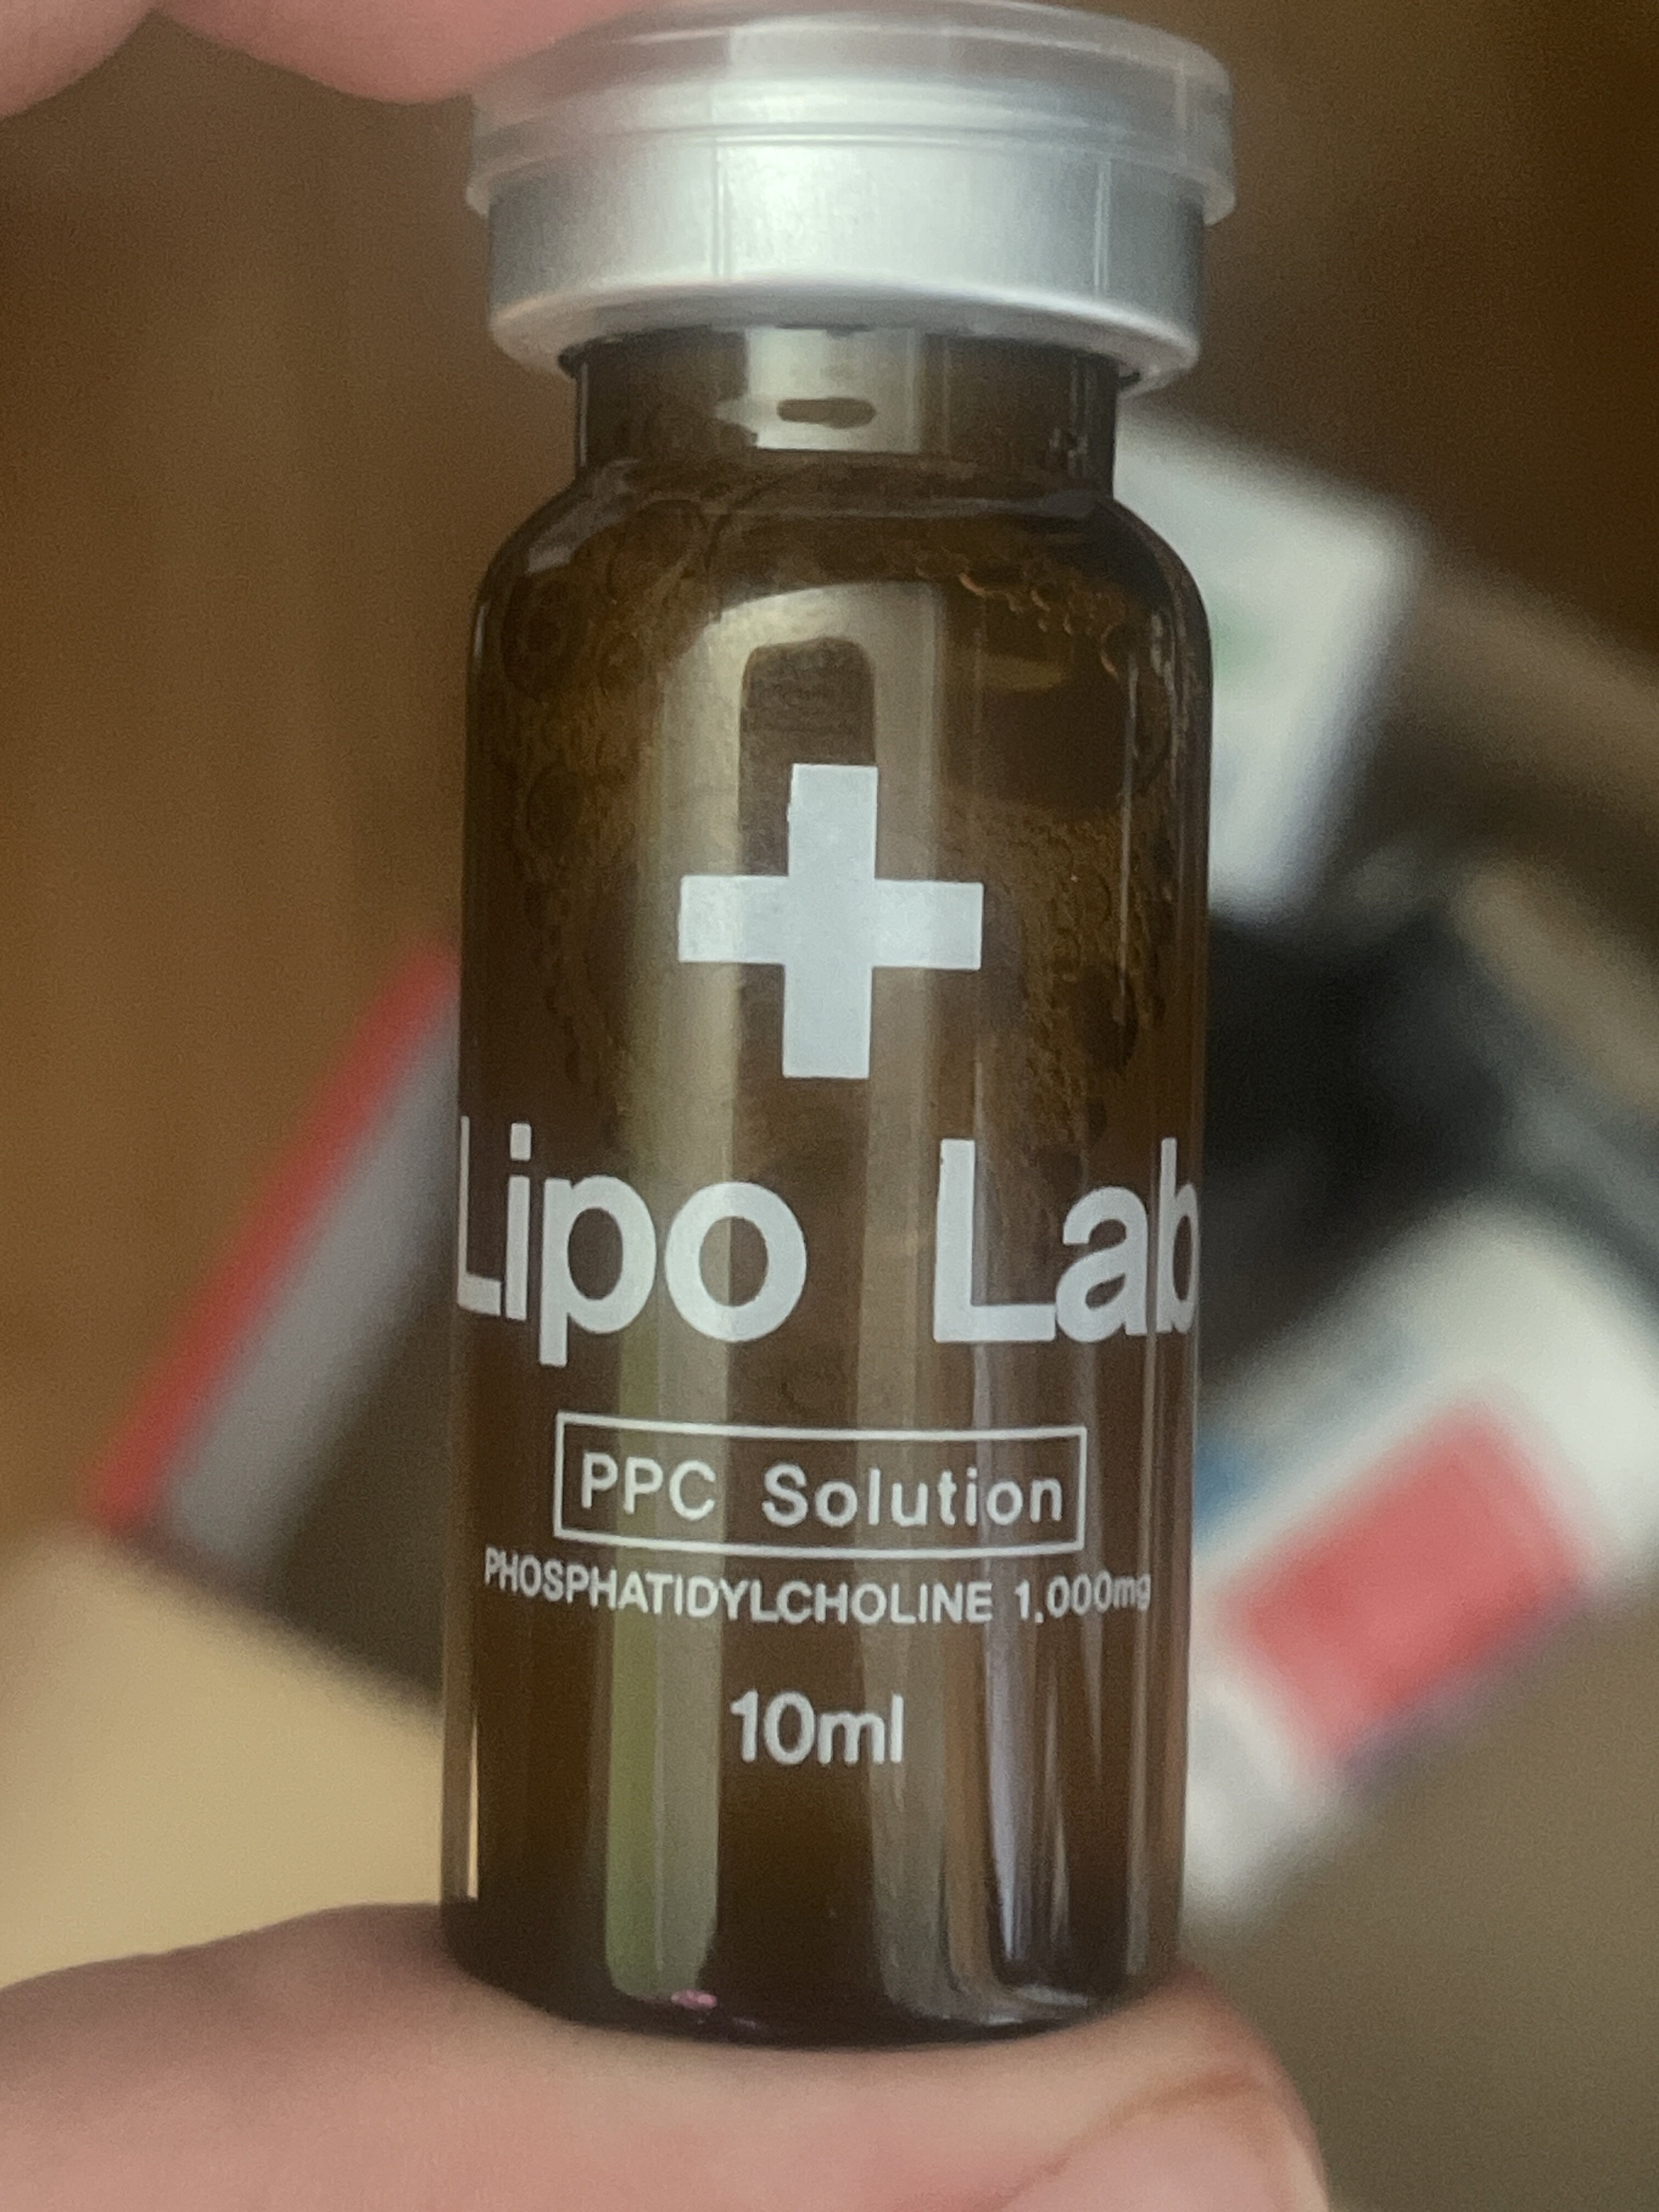 Lipo Lab
PPC Solution
PHOSPHATIDYLCHOLINE 1,000mg
10ml